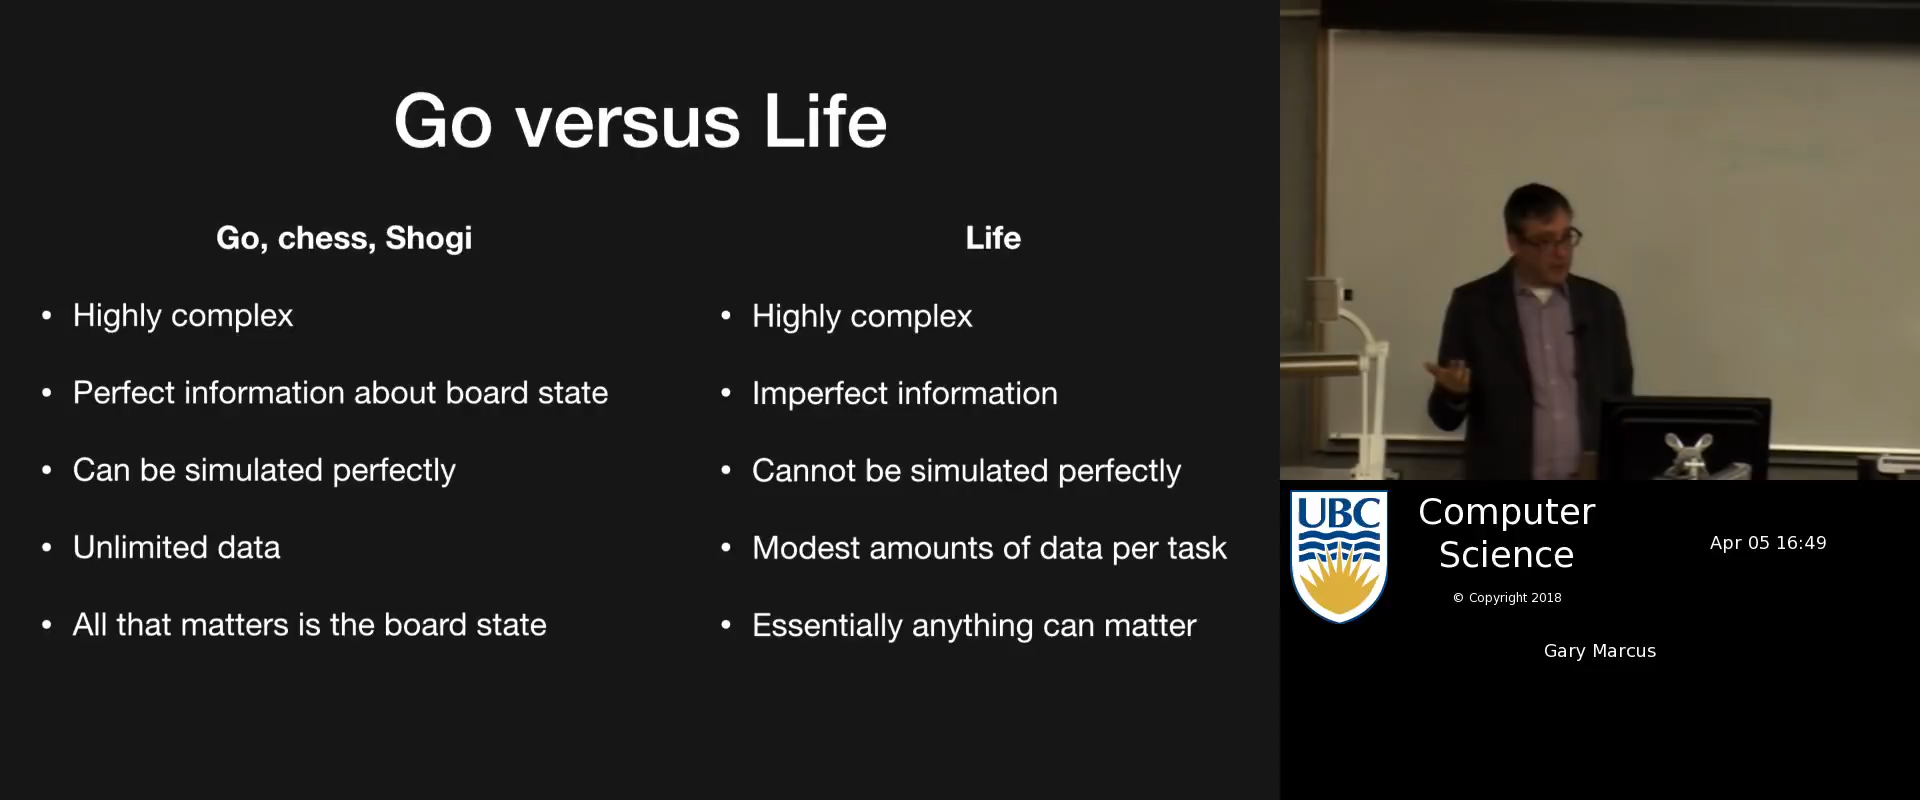 Go versus Life
Go, chess, Shogi
• Highly complex
• Perfect information about board state
• Can be simulated perfectly
• Unlimited data
• All that matters is the board state
Life
• Highly complex
• Imperfect information
• Cannot be simulated perfectly
• Modest amounts of data per task
• Essentially anything can matter
UBC
Computer
Science
© Copyright 2018
Apr 05 16:49
Gary Marcus